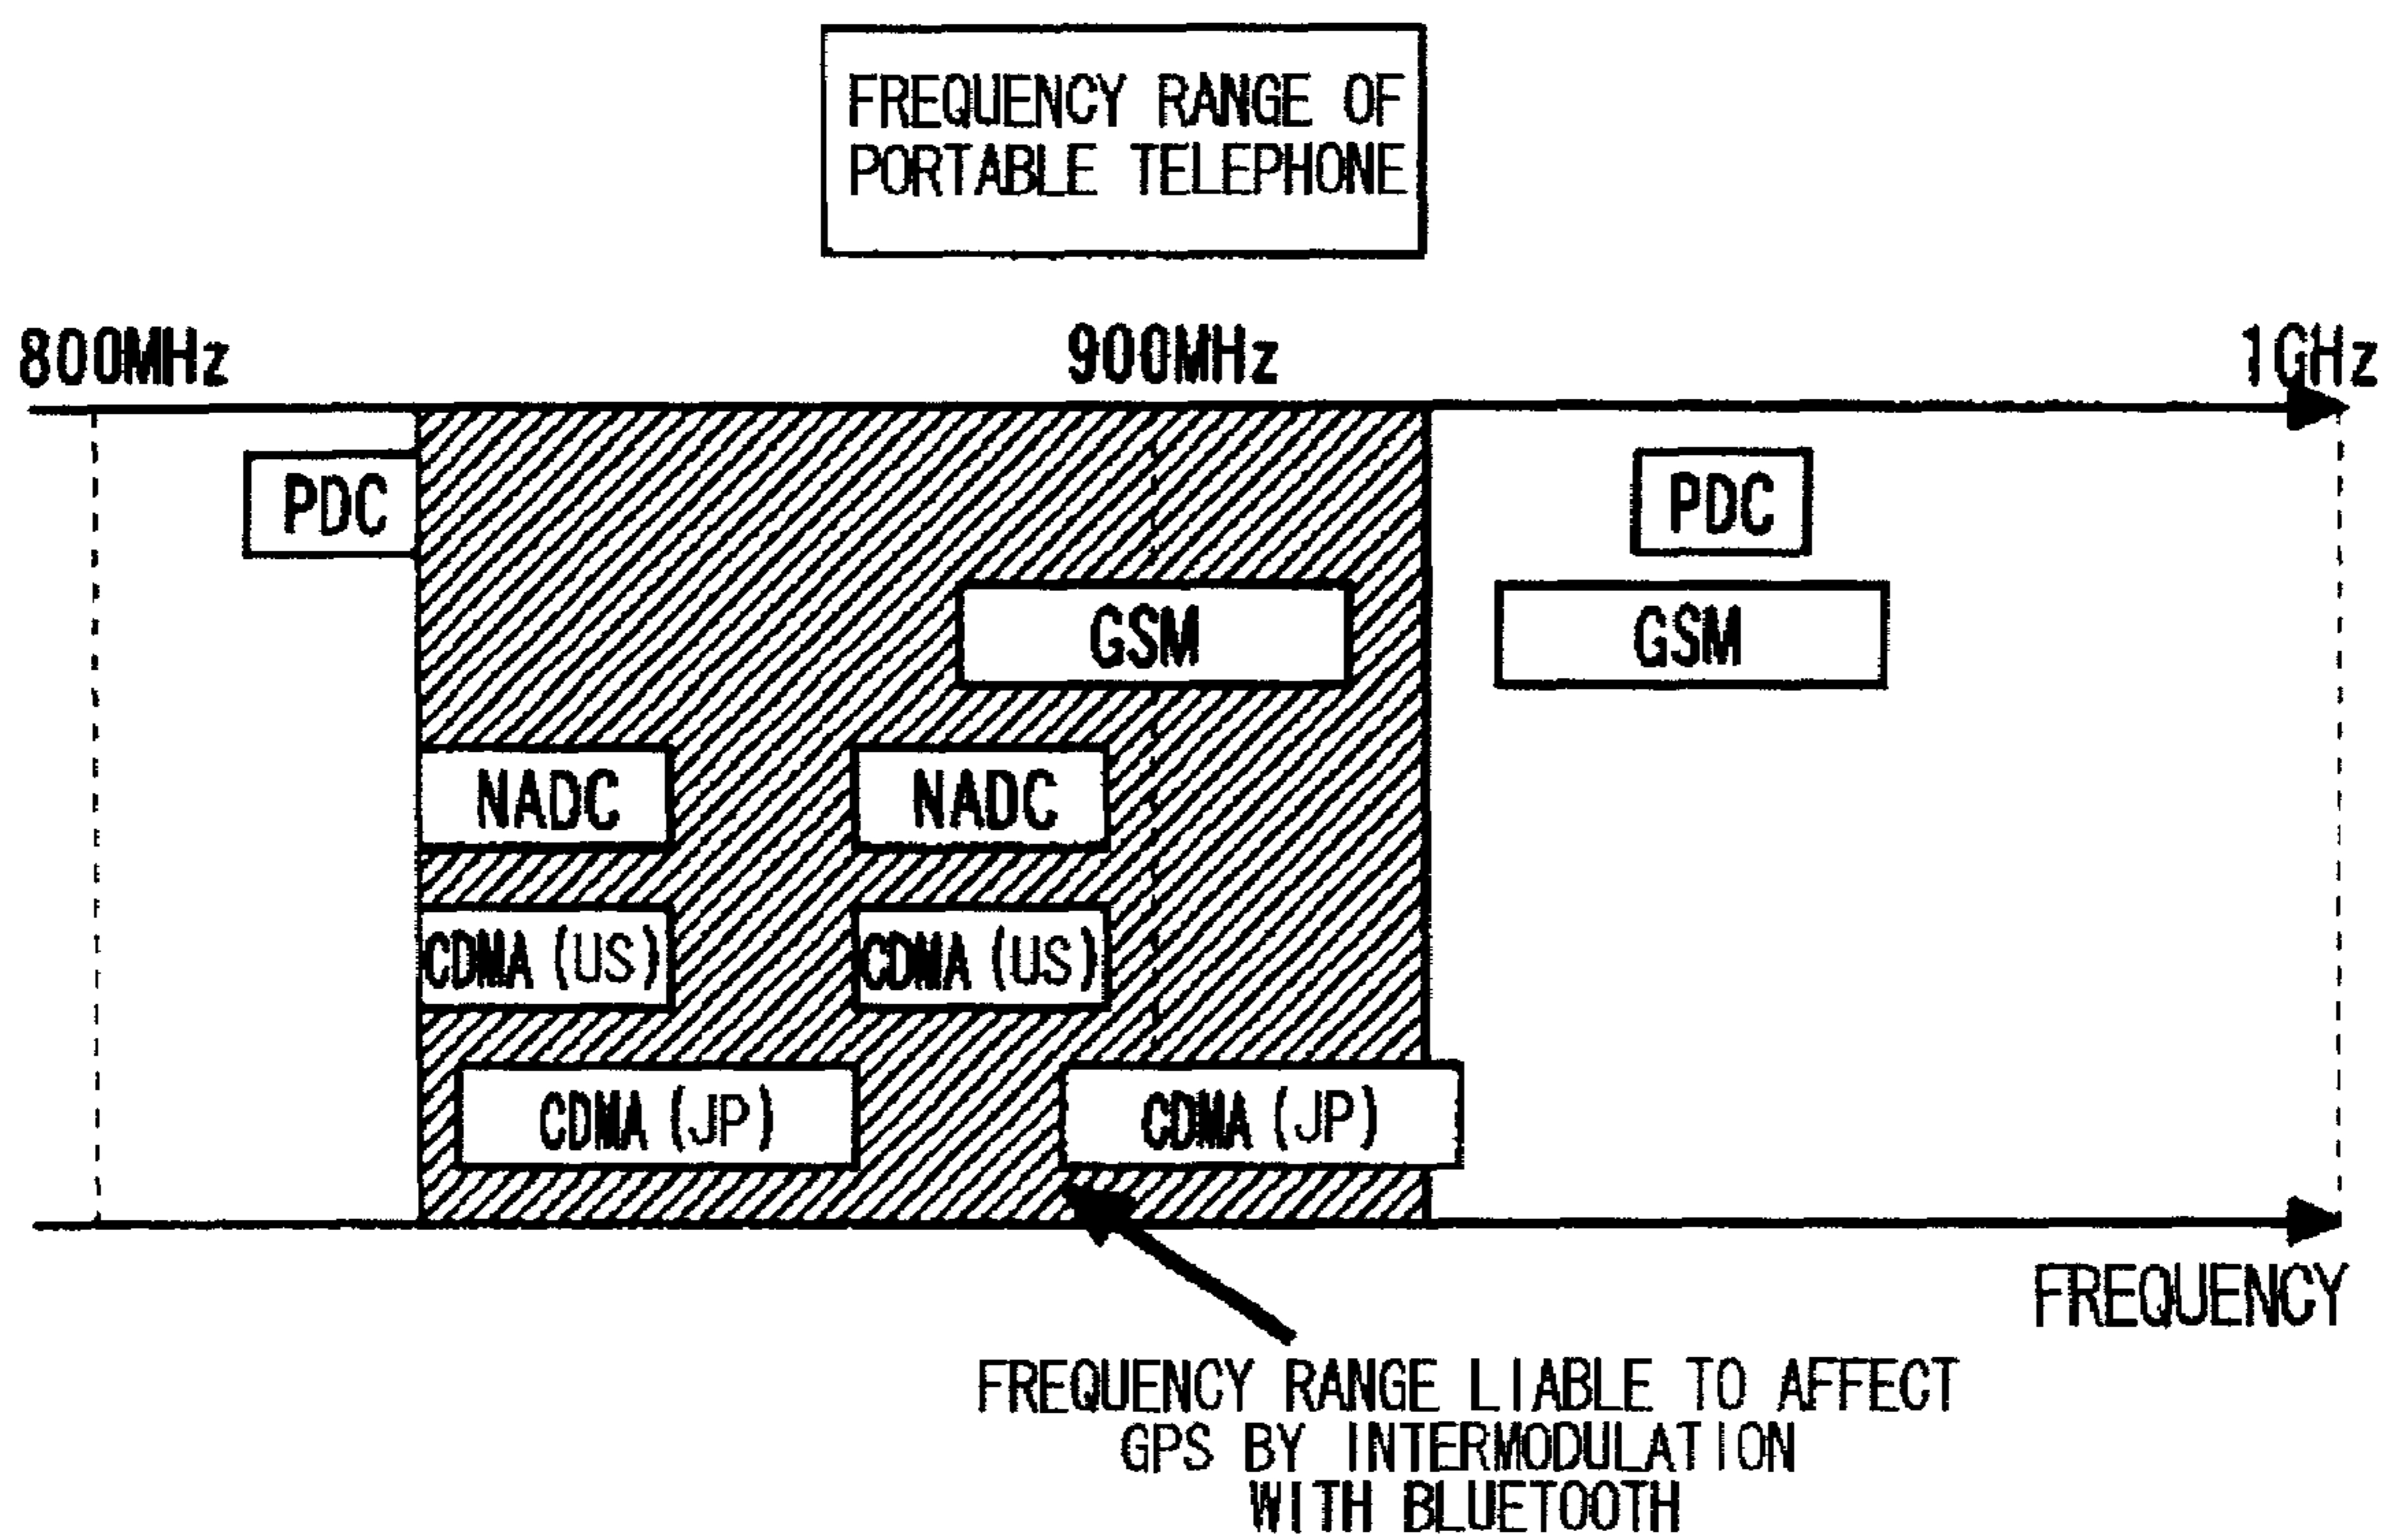 FREQUENCY RANGE OF
PORTABLE TELEPHONE
800MHz 900MHz 1GHz
PDC PDC
GSM GSM
NADC NADC
CDMA (US) CDMA (US)
CDMA (JP) CDMA (JP)
FREQUENCY
FREQUENCY RANGE LIABLE TO AFFECT
GPS BY INTERMODULATION
WITH BLUETOOTH